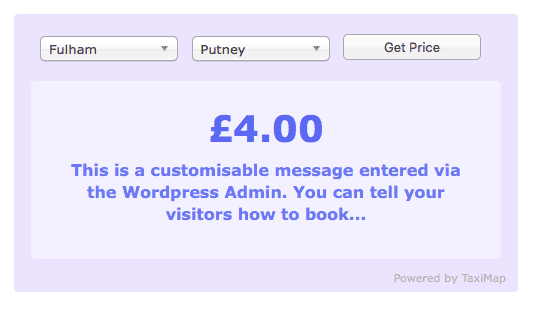 Fulham Putney Get Price
£4.00
This is a customisable message entered via
the Wordpress Admin. You can tell your
visitors how to book...
Powered by TaxiMap